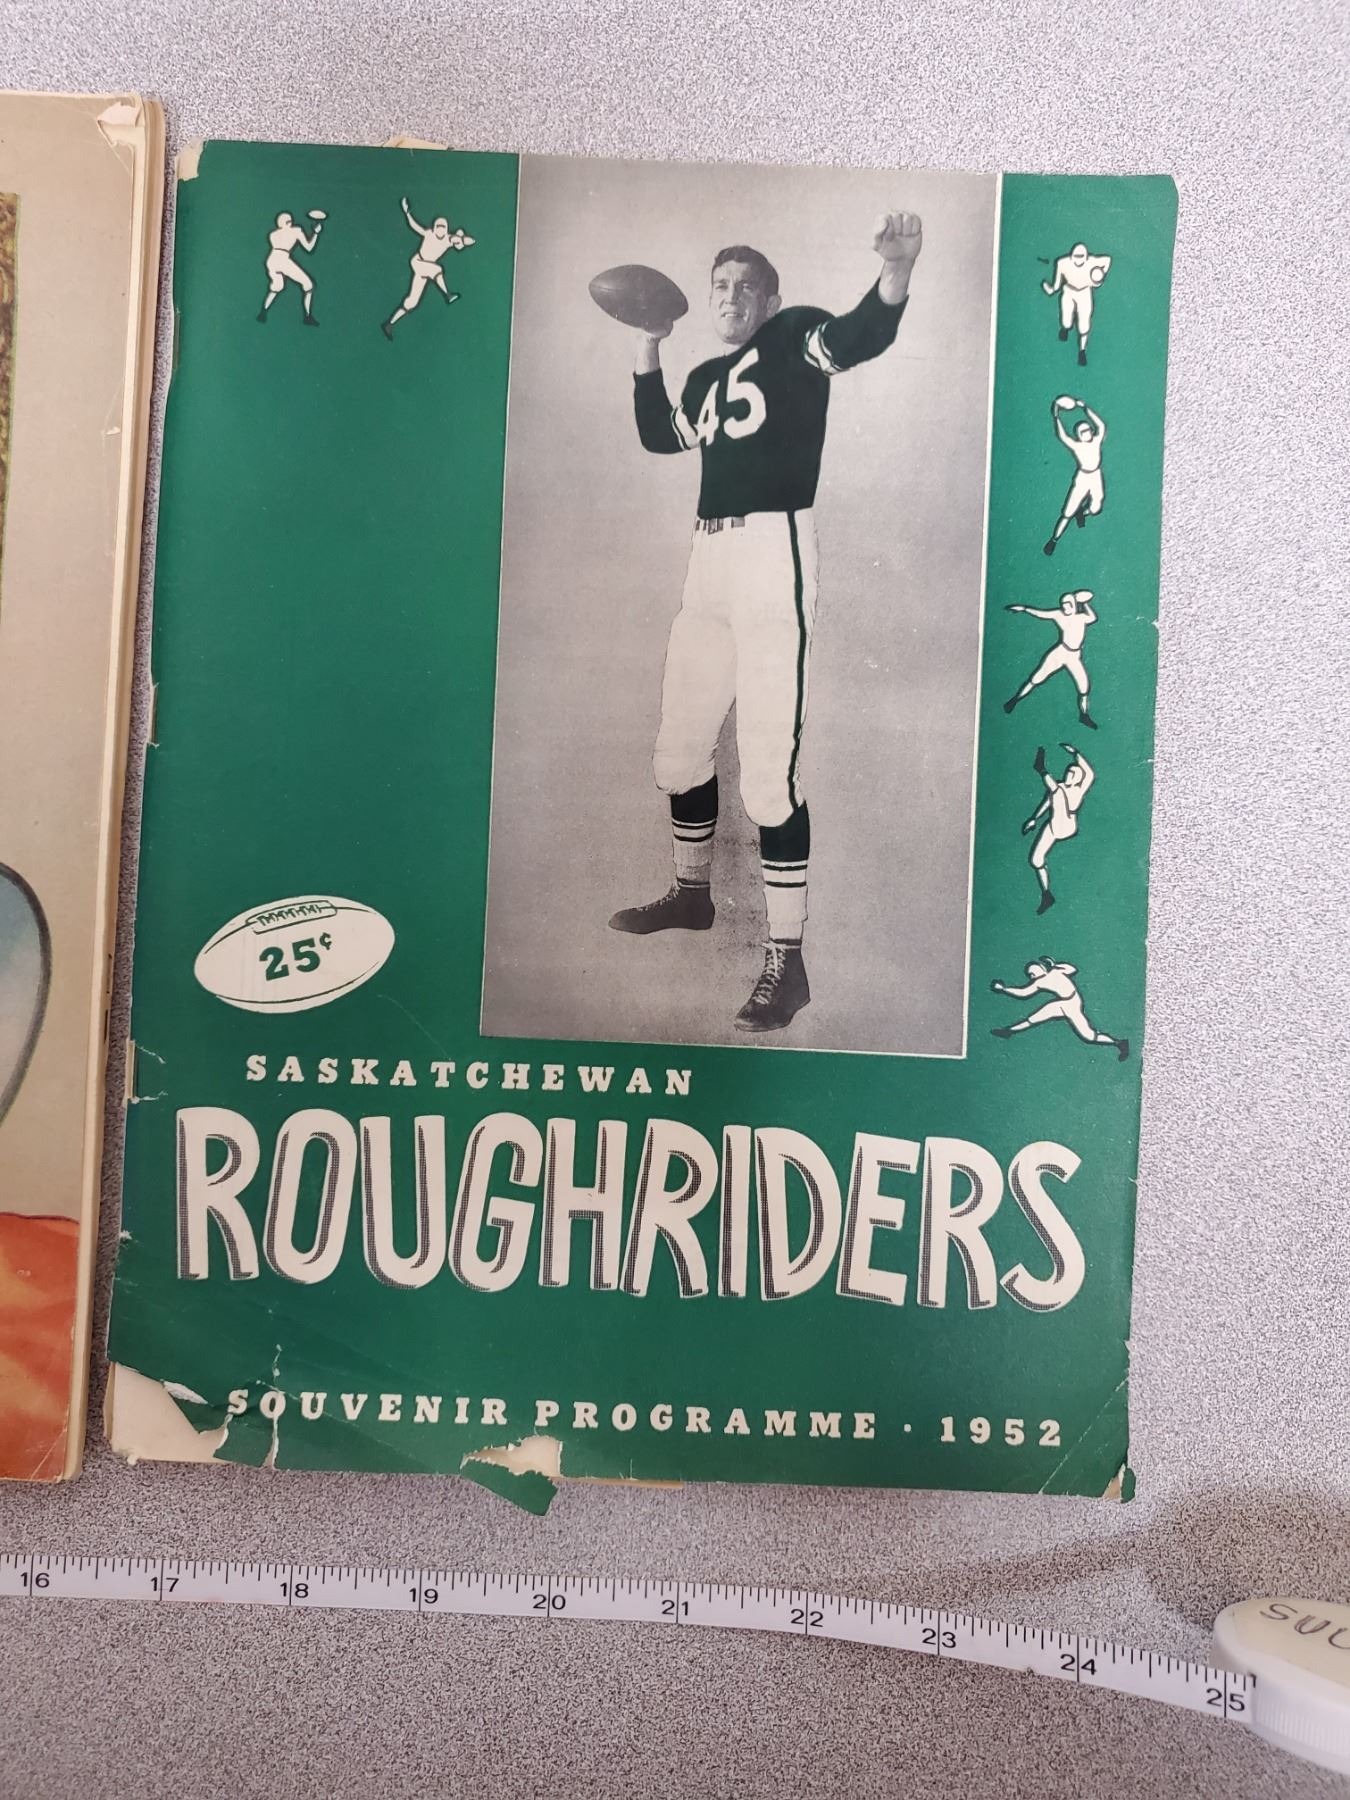 45
25¢
SASKATCHEWAN
ROUGHRIDERS
SOUVENIR PROGRAMME · 1952
16 17 18 19 20 21 22 23 24 25